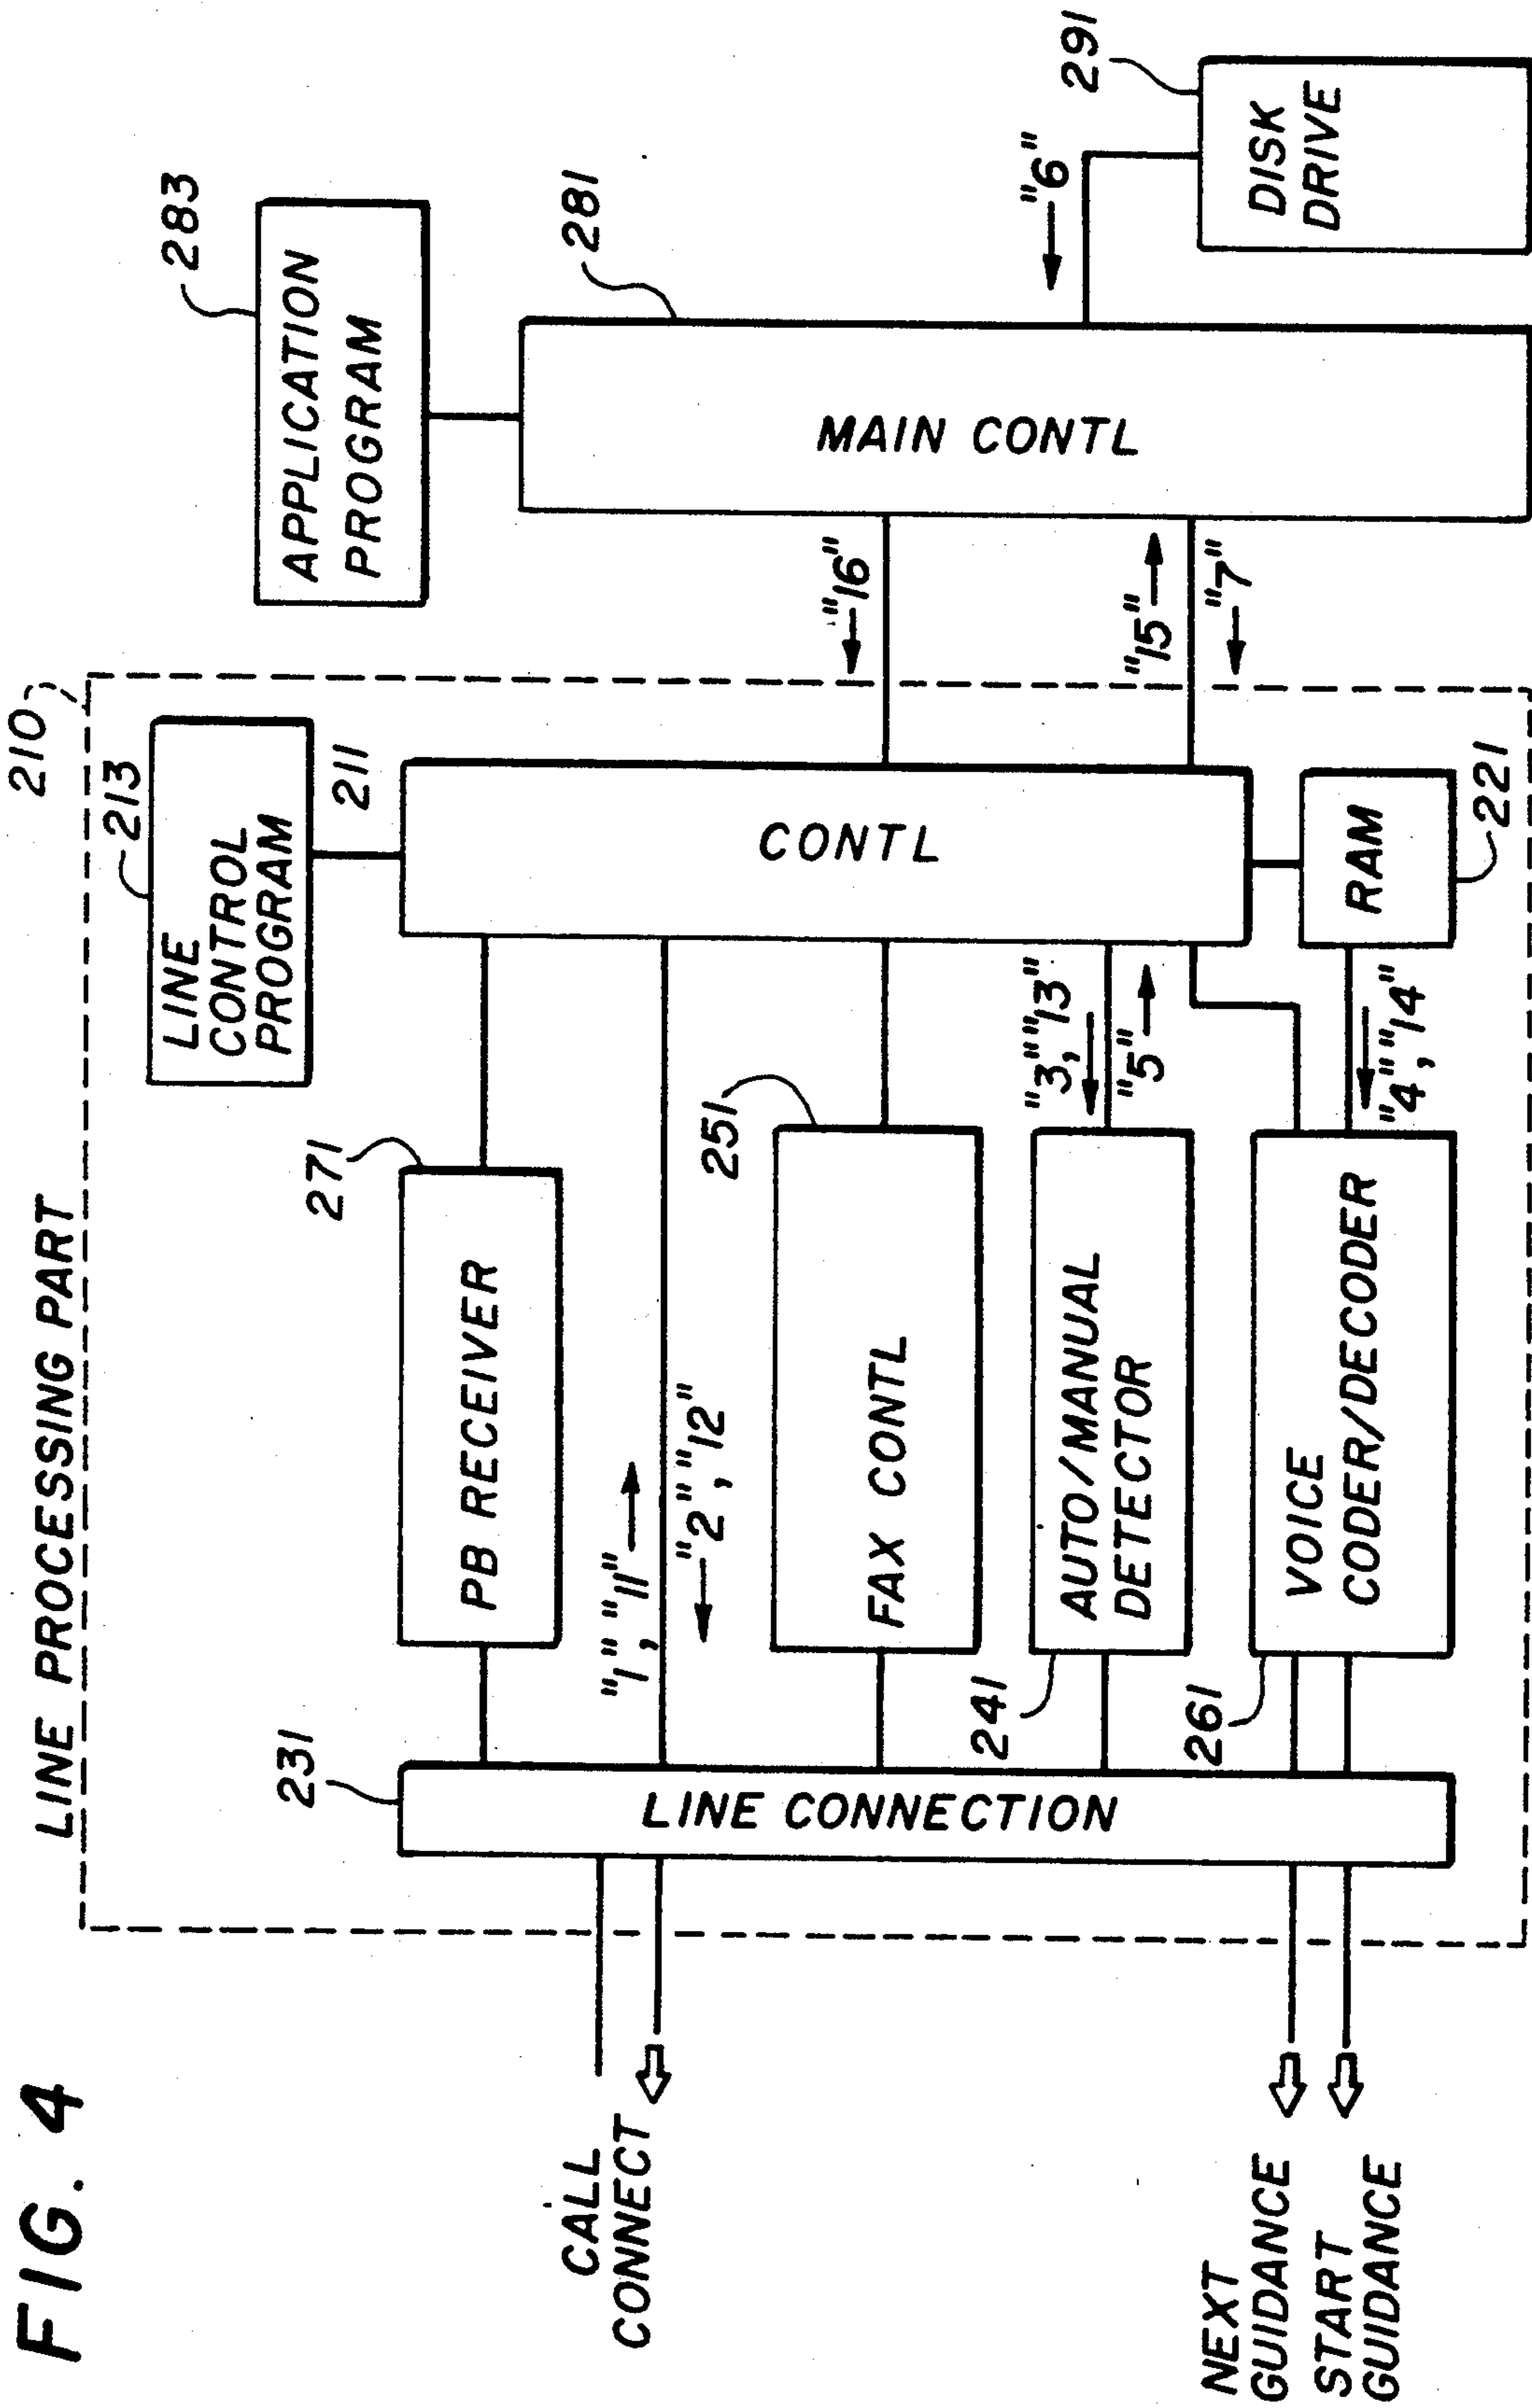 FIG. 4
LINE PROCESSING PART
210
213
LINE
CONTROL
PROGRAM
211
283
APPLICATION
PROGRAM
271
PB RECEIVER
231
"1","11"
"2","12"
CALL
CONNECT
CONTL
"16"
281
MAIN CONTL
251
FAX CONTL
LINE CONNECTION
241
AUTO/MANUAL
DETECTOR
"3","13"
"5"
"15"
"7"
"6"
291
DISK
DRIVE
261
VOICE
CODER/DECODER
"4","14"
RAM
221
NEXT
GUIDANCE
START
GUIDANCE